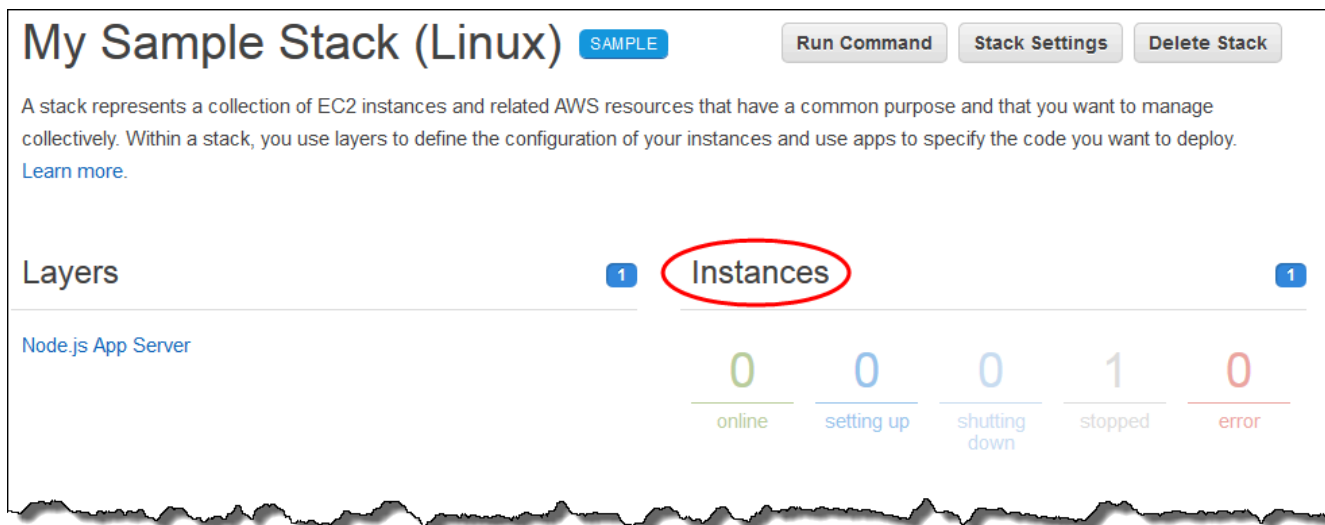 My Sample Stack (Linux) SAMPLE Run Command Stack Settings Delete Stack
A stack represents a collection of EC2 instances and related AWS resources that have a common purpose and that you want to manage
collectively. Within a stack, you use layers to define the configuration of your instances and use apps to specify the code you want to deploy.
Learn more.
Layers 1
Node.js App Server
Instances 1
0 0 0 1 0
online setting up shutting down stopped error